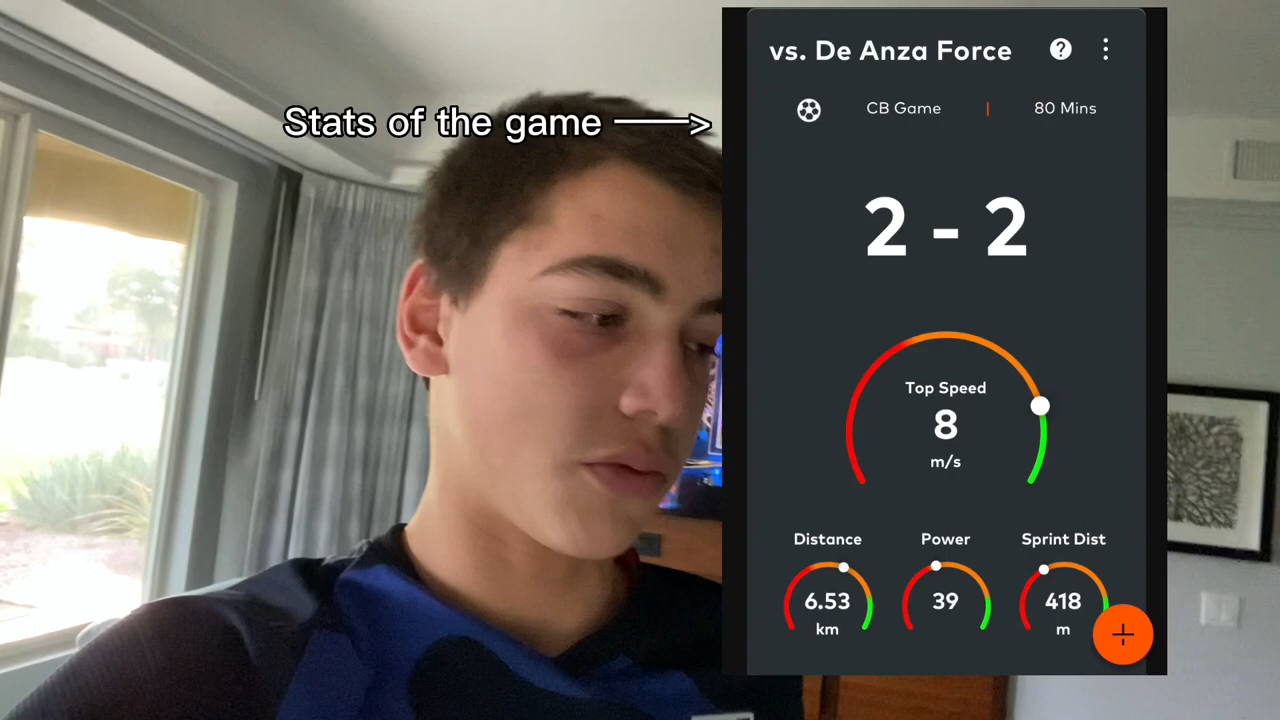 vs. De Anza Force
Stats of the game --->
CB Game | 80 Mins
2 - 2
Top Speed
8
m/s
Distance Power Sprint Dist
6.53 39 418
km m